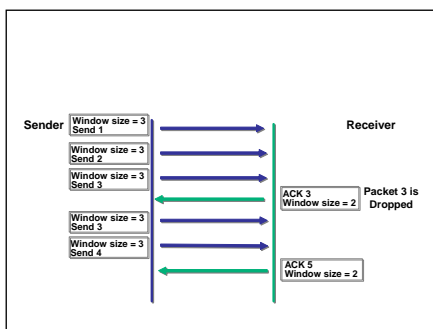 Sender
Receiver
Window size = 3
Send 1
Window size = 3
Send 2
Window size = 3
Send 3
ACK 3
Window size = 2
Packet 3 is
Dropped
Window size = 3
Send 3
Window size = 3
Send 4
ACK 5
Window size = 2